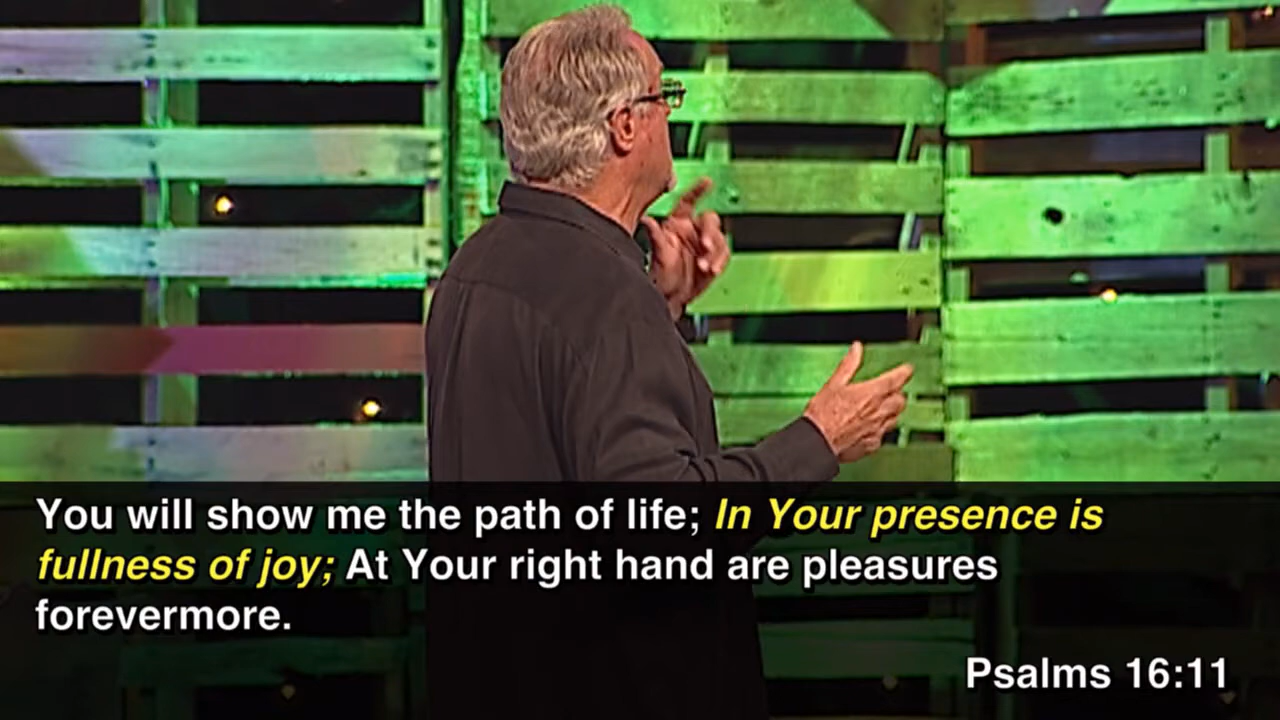 You will show me the path of life; In Your presence is
fullness of joy; At Your right hand are pleasures
forevermore.
Psalms 16:11